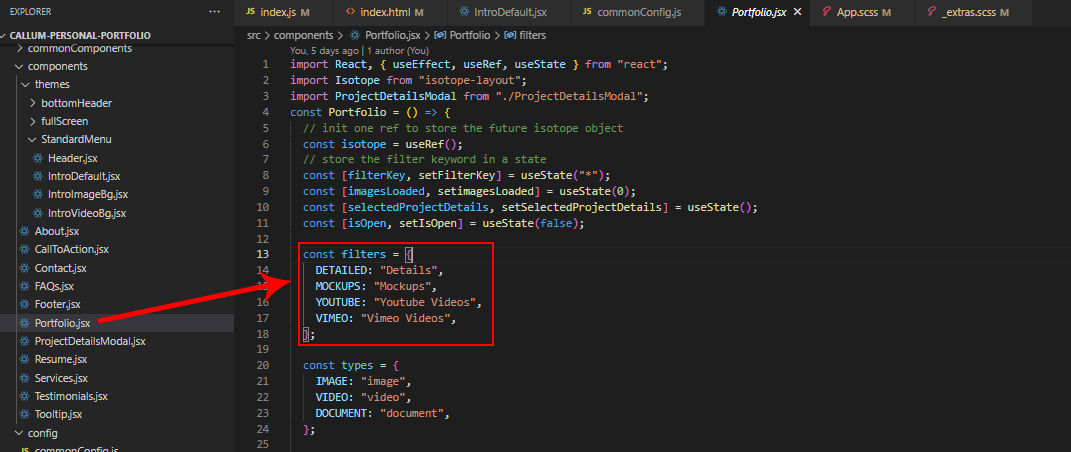 EXPLORER
CALLUM-PERSONAL-PORTFOLIO
commonComponents
components
themes
bottomHeader
fullScreen
StandardMenu
Header.jsx
IntroDefault.jsx
IntroImageBg.jsx
IntroVideoBg.jsx
About.jsx
CallToAction.jsx
Contact.jsx
FAQs.jsx
Footer.jsx
Portfolio.jsx
ProjectDetailsModal.jsx
Resume.jsx
Services.jsx
Testimonials.jsx
Tooltip.jsx
config
JS commonConfig.js
JS index.js M <> index.html M IntroDefault.jsx JS commonConfig.js Portfolio.jsx App.scss M _extras.scss M
src > components > Portfolio.jsx > Portfolio > filters
You, 5 days ago | 1 author (You)
1 import React, { useEffect, useRef, useState } from "react";
2 import Isotope from "isotope-layout";
3 import ProjectDetailsModal from "./ProjectDetailsModal";
4 const Portfolio = () => {
5 // init one ref to store the future isotope object
6 const isotope = useRef();
7 // store the filter keyword in a state
8 const [filterKey, setFilterKey] = useState("*");
9 const [imagesLoaded, setimagesLoaded] = useState(0);
10 const [selectedProjectDetails, setSelectedProjectDetails] = useState();
11 const [isOpen, setIsOpen] = useState(false);
12
13 const filters = {
14 DETAILED: "Details",
15 MOCKUPS: "Mockups",
16 YOUTUBE: "Youtube Videos",
17 VIMEO: "Vimeo Videos",
18 };
19
20 const types = {
21 IMAGE: "image",
22 VIDEO: "video",
23 DOCUMENT: "document",
24 };
25